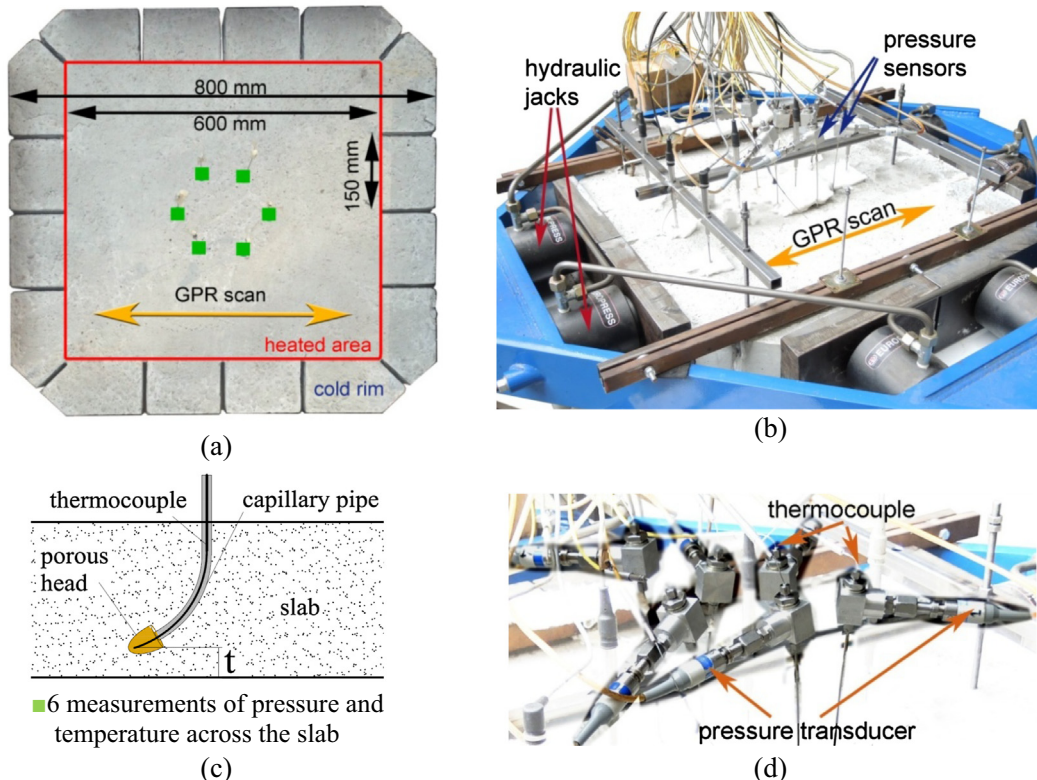 800 mm
600 mm
150 mm
GPR scan
heated area
cold rim
(a)
hydraulic
jacks
pressure
sensors
GPR scan
(b)
thermocouple
capillary pipe
porous
head
slab
t
6 measurements of pressure and
temperature across the slab
(c)
thermocouple
pressure transducer
(d)